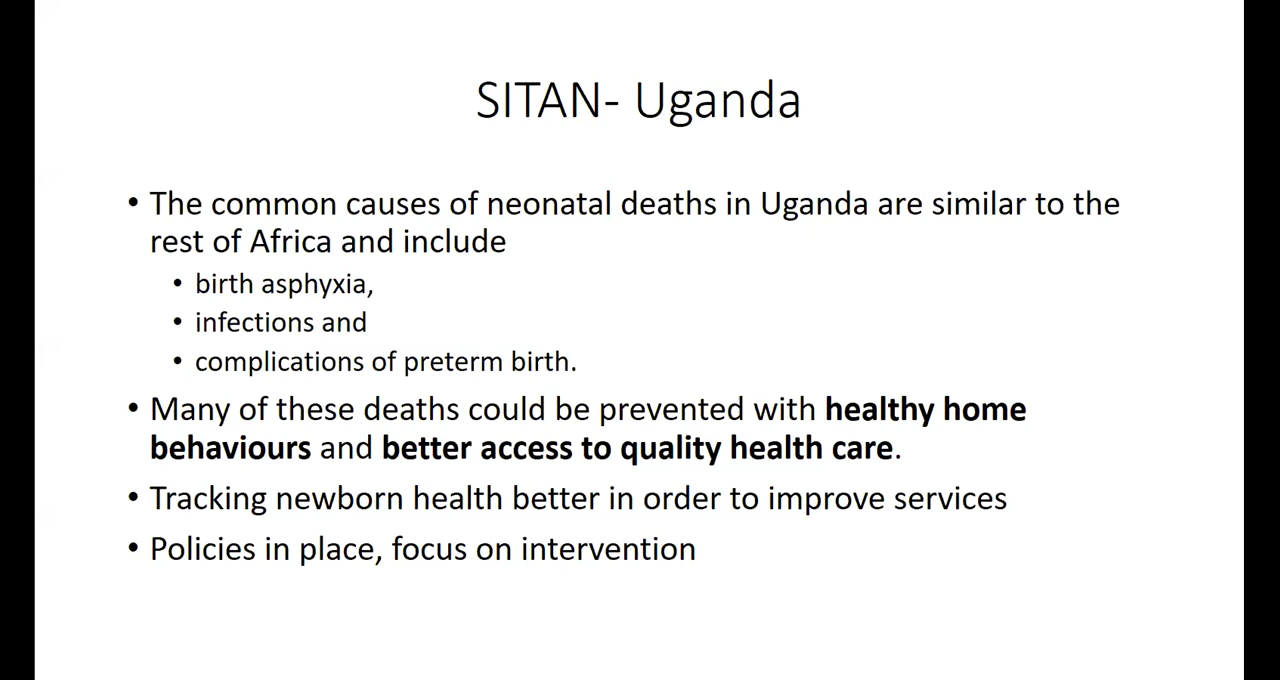 SITAN- Uganda
• The common causes of neonatal deaths in Uganda are similar to the
rest of Africa and include
• birth asphyxia,
• infections and
• complications of preterm birth.
• Many of these deaths could be prevented with healthy home
behaviours and better access to quality health care.
• Tracking newborn health better in order to improve services
• Policies in place, focus on intervention